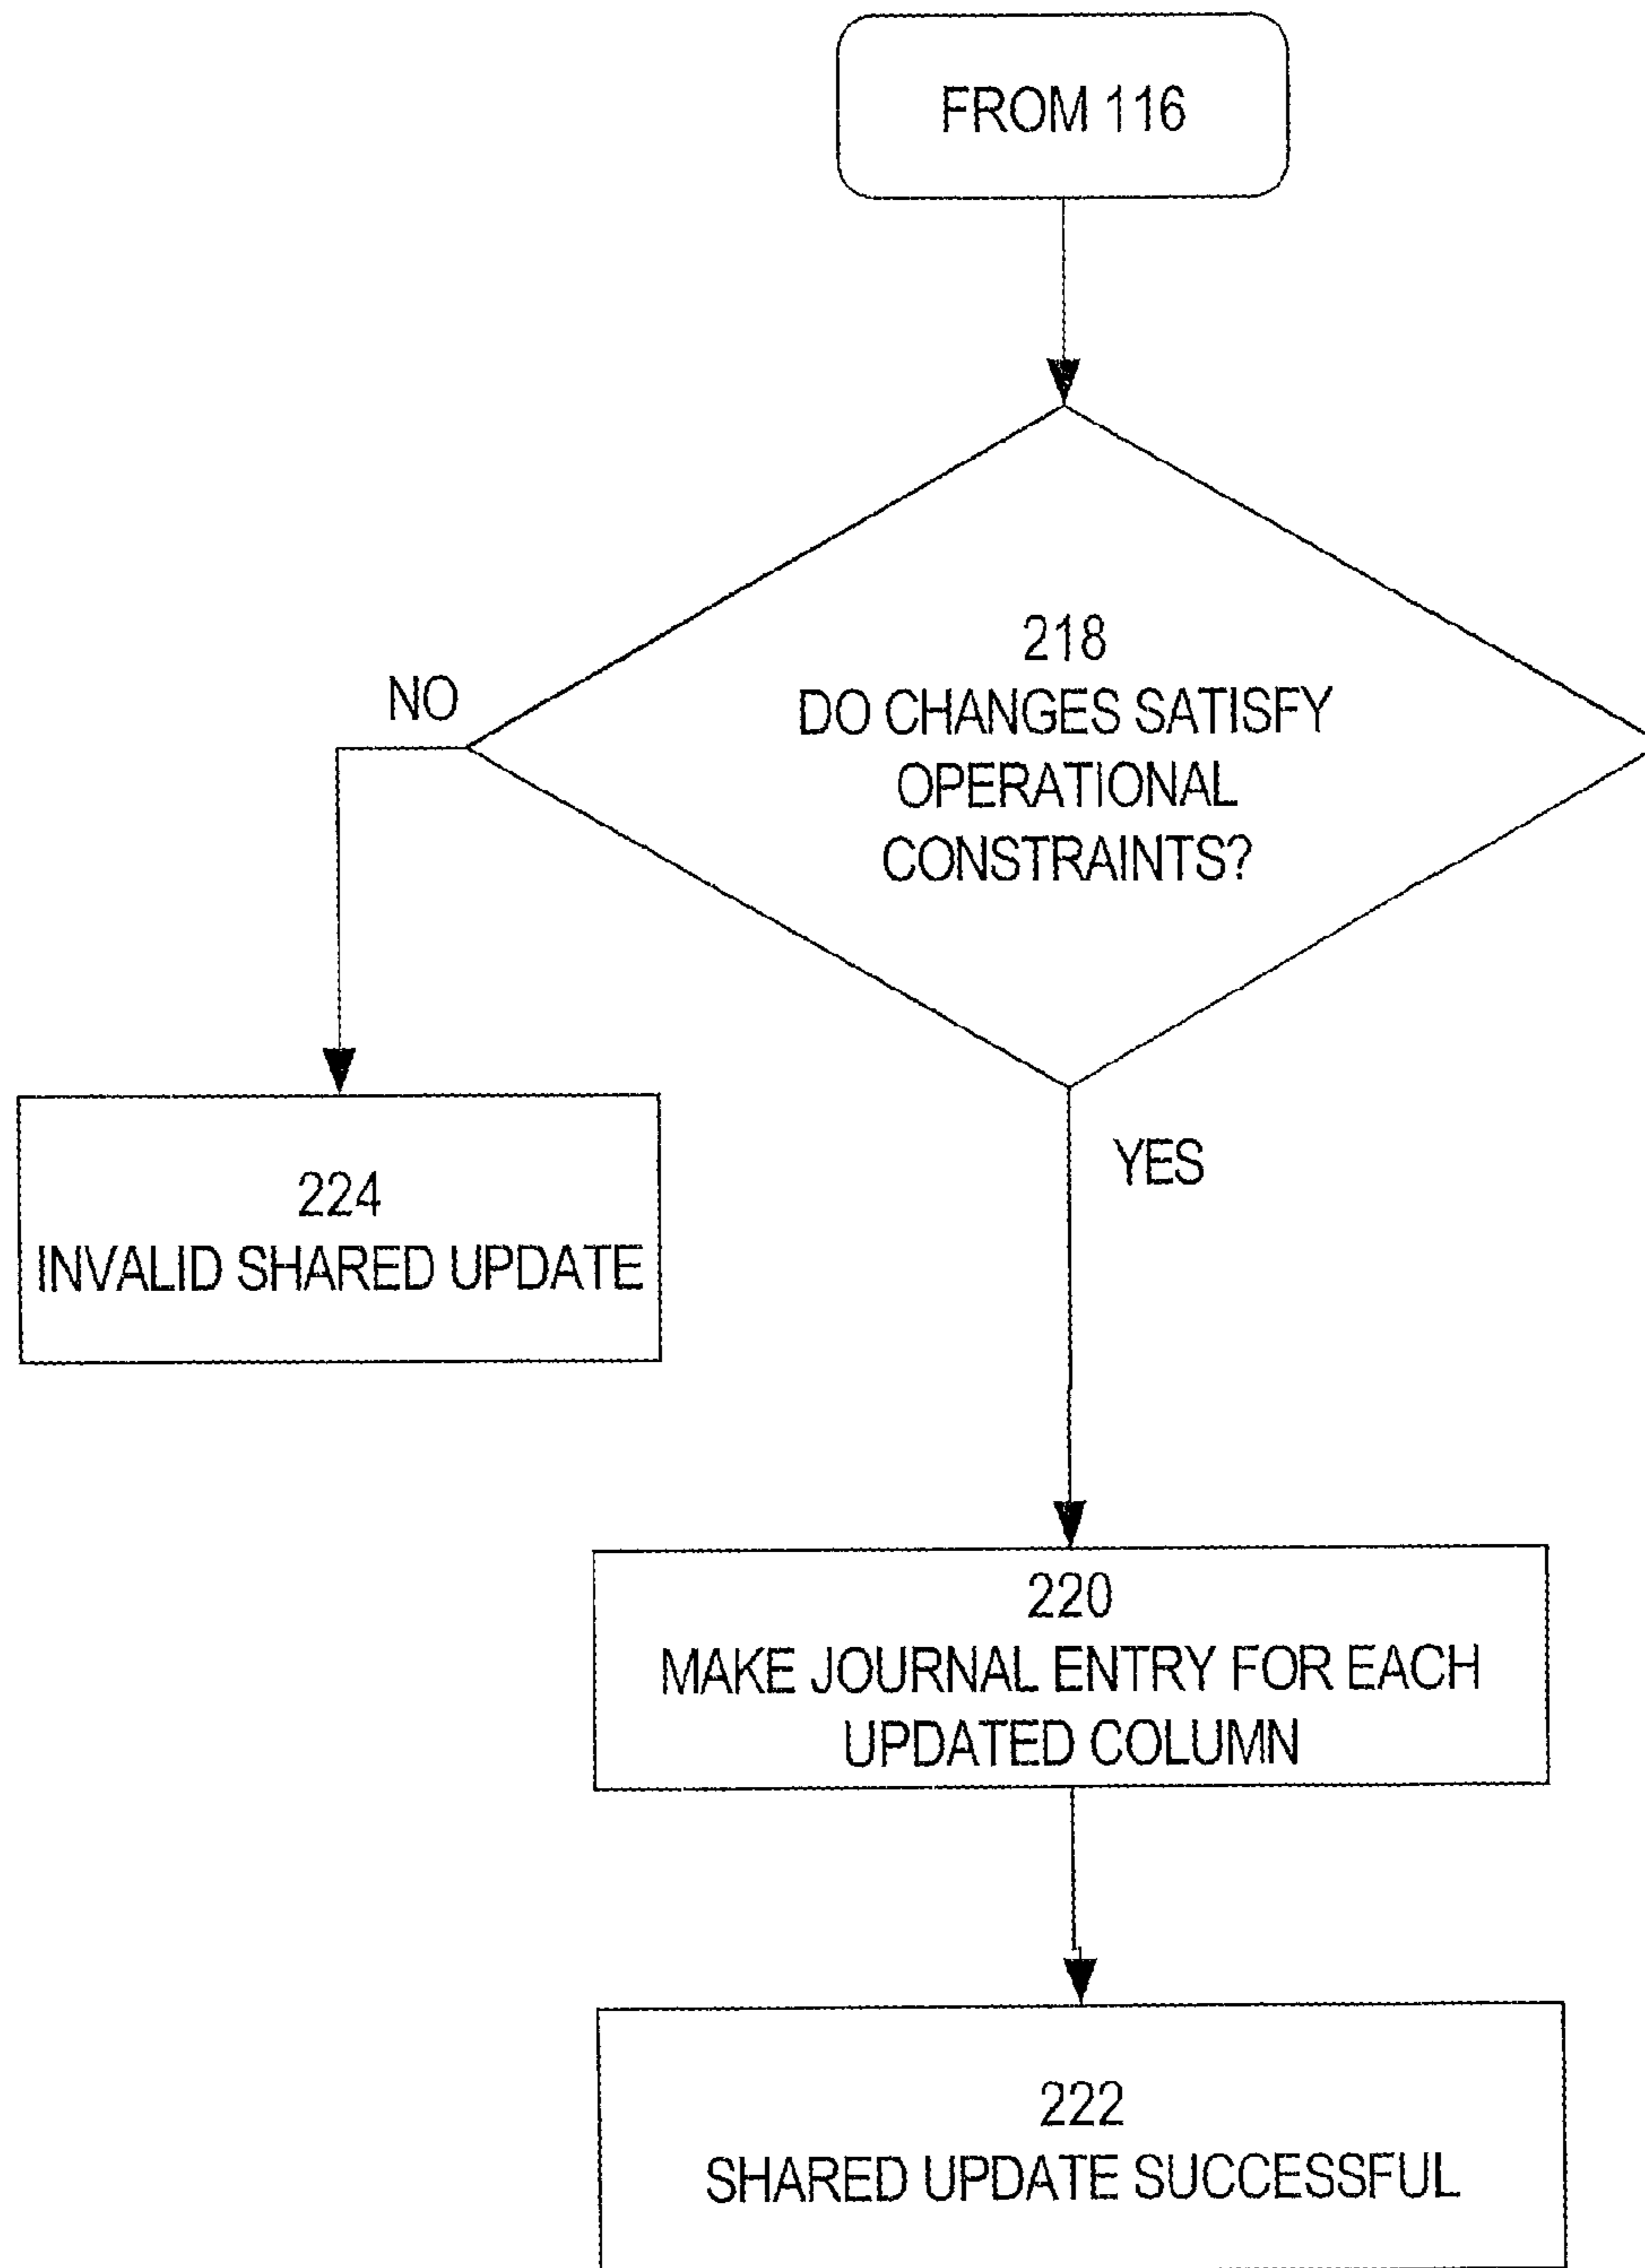 FROM 116
218
DO CHANGES SATISFY
OPERATIONAL
CONSTRAINTS?
NO
YES
224
INVALID SHARED UPDATE
220
MAKE JOURNAL ENTRY FOR EACH
UPDATED COLUMN
222
SHARED UPDATE SUCCESSFUL